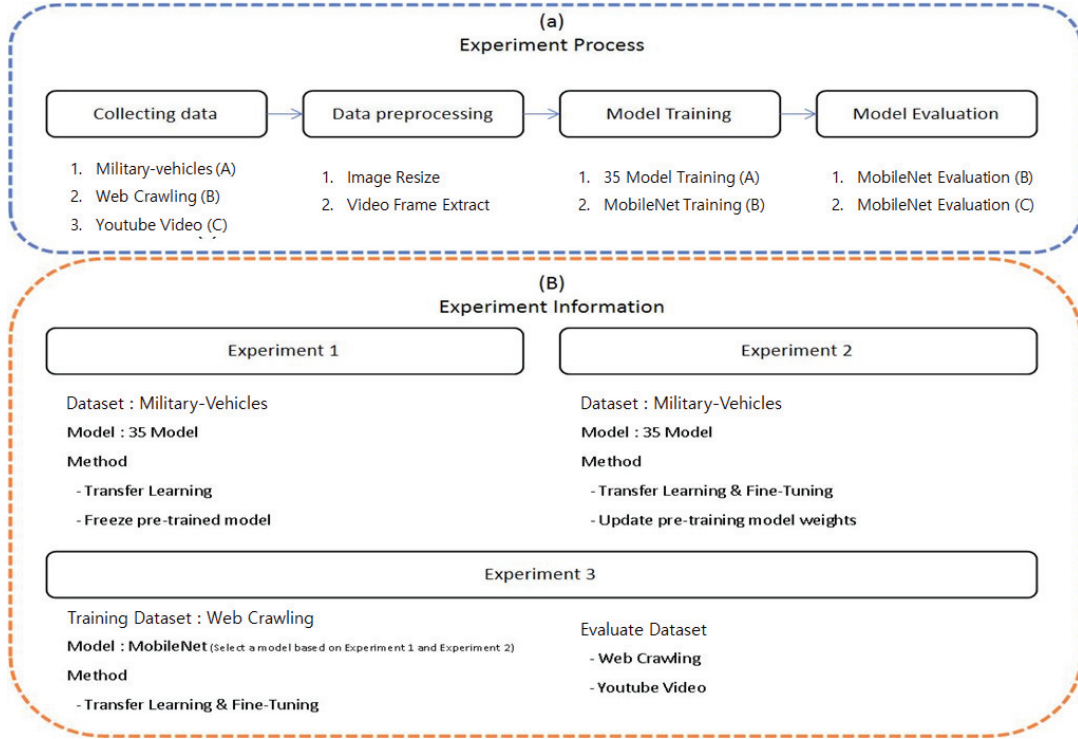 (a)
Experiment Process
Collecting data
Data preprocessing
Model Training
Model Evaluation
1. Military-vehicles (A)
2. Web Crawling (B)
3. Youtube Video (C)
1. Image Resize
2. Video Frame Extract
1. 35 Model Training (A)
2. MobileNet Training (B)
1. MobileNet Evaluation (B)
2. MobileNet Evaluation (C)
(B)
Experiment Information
Experiment 1
Dataset : Military-Vehicles
Model : 35 Model
Method
- Transfer Learning
- Freeze pre-trained model
Experiment 2
Dataset : Military-Vehicles
Model : 35 Model
Method
- Transfer Learning & Fine-Tuning
- Update pre-training model weights
Experiment 3
Training Dataset : Web Crawling
Model : MobileNet (Select a model based on Experiment 1 and Experiment 2)
Method
- Transfer Learning & Fine-Tuning
Evaluate Dataset
- Web Crawling
- Youtube Video